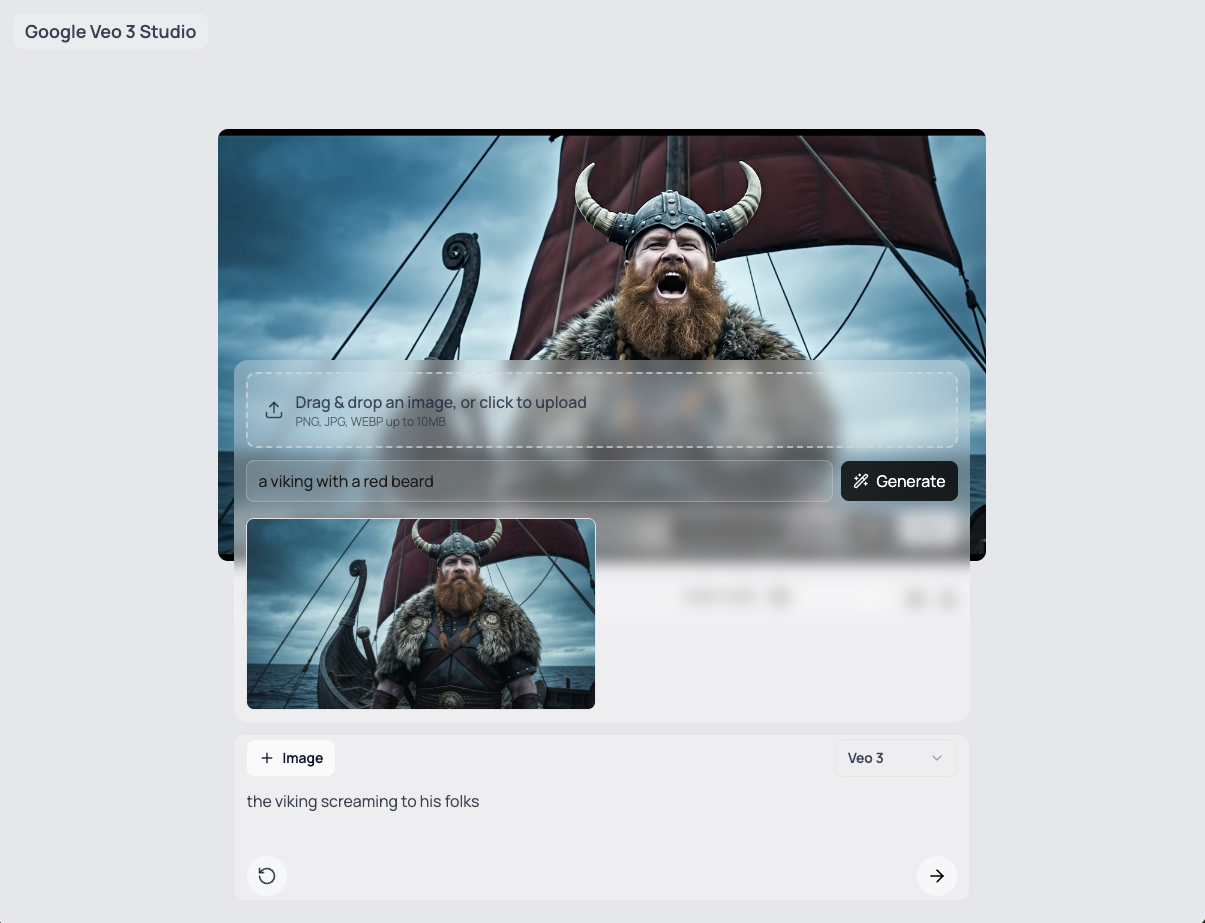 Google Veo 3 Studio
Drag & drop an image, or click to upload
PNG, JPG, WEBP up to 10MB
a viking with a red beard
Generate
Image
Veo 3
the viking screaming to his folks